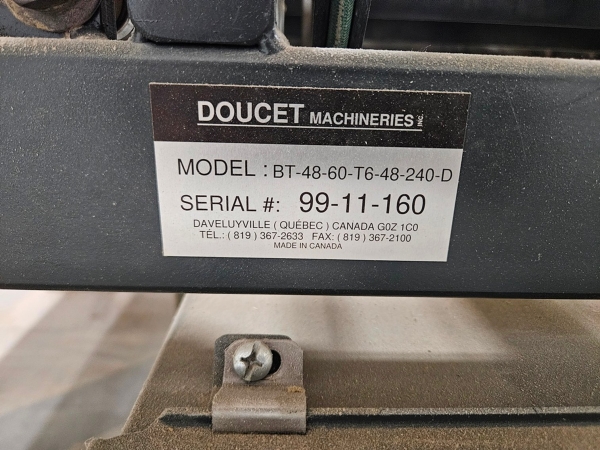 DOUCET MACHINERIES INC.
MODEL : BT-48-60-T6-48-240-D
SERIAL #: 99-11-160
DAVELUYVILLE ( QUÉBEC ) CANADA G0Z 1C0
TÉL.: ( 819 ) 367-2633 FAX: ( 819 ) 367-2100
MADE IN CANADA